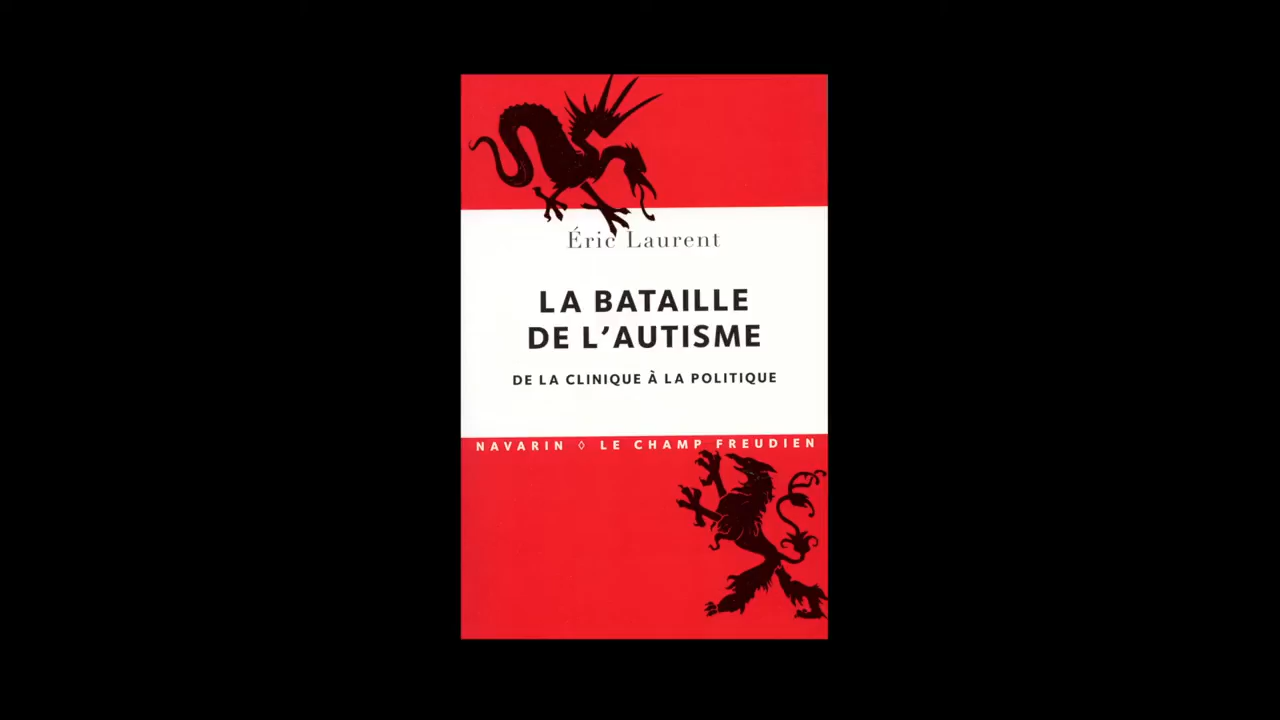 Éric Laurent
LA BATAILLE
DE L’AUTISME
DE LA CLINIQUE À LA POLITIQUE
NAVARIN ◊ LE CHAMP FREUDIEN